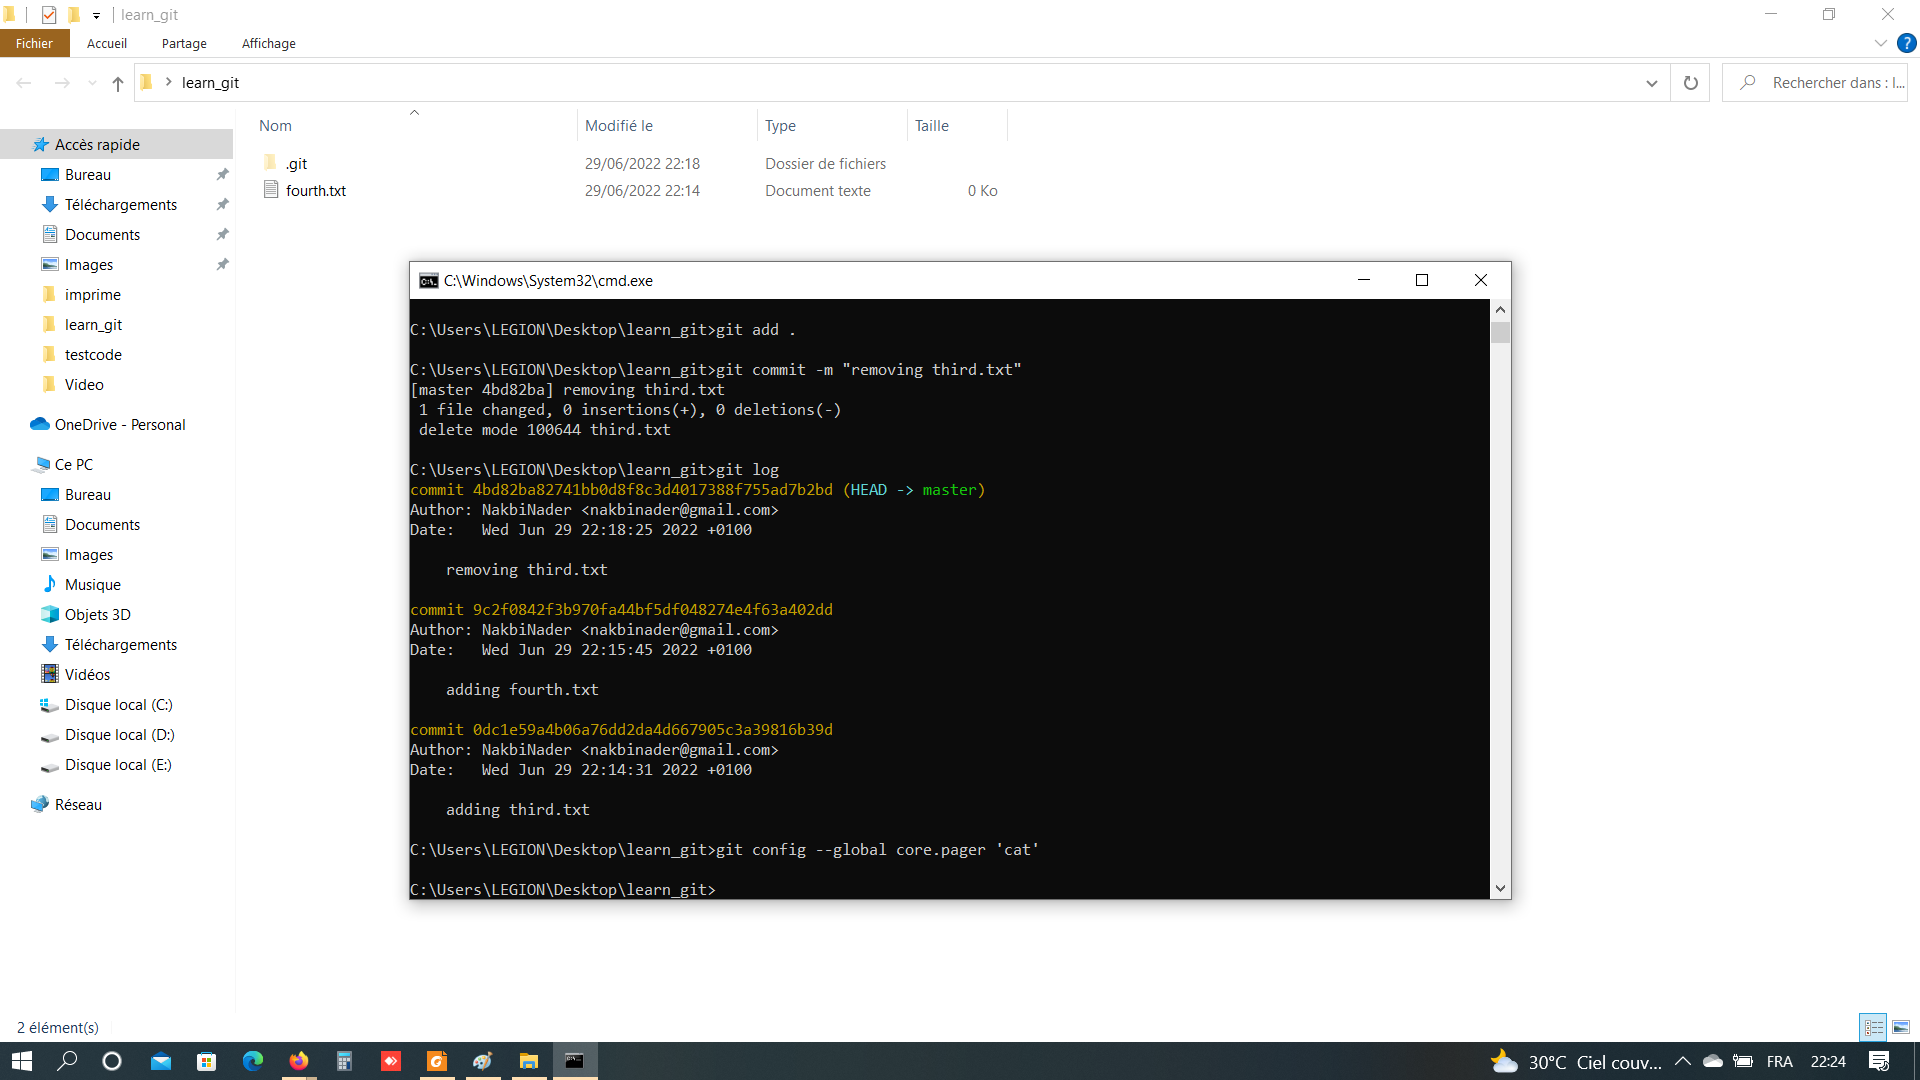 learn_git
Fichier
Accueil
Partage
Affichage
learn_git
Rechercher dans : l...
Nom
Modifié le
Type
Taille
.git
29/06/2022 22:18
Dossier de fichiers
fourth.txt
29/06/2022 22:14
Document texte
0 Ko
Accès rapide
Bureau
Téléchargements
Documents
Images
imprime
learn_git
testcode
Video
OneDrive - Personal
Ce PC
Bureau
Documents
Images
Musique
Objets 3D
Téléchargements
Vidéos
Disque local (C:)
Disque local (D:)
Disque local (E:)
Réseau
C:\Windows\System32\cmd.exe
C:\Users\LEGION\Desktop\learn_git>git add .
C:\Users\LEGION\Desktop\learn_git>git commit -m "removing third.txt"
[master 4bd82ba] removing third.txt
1 file changed, 0 insertions(+), 0 deletions(-)
delete mode 100644 third.txt
C:\Users\LEGION\Desktop\learn_git>git log
commit 4bd82ba82741bb0d8f8c3d4017388f755ad7b2bd (HEAD -> master)
Author: NakbiNader <nakbinader@gmail.com>
Date:   Wed Jun 29 22:18:25 2022 +0100
removing third.txt
commit 9c2f0842f3b970fa44bf5df048274e4f63a402dd
Author: NakbiNader <nakbinader@gmail.com>
Date:   Wed Jun 29 22:15:45 2022 +0100
adding fourth.txt
commit 0dc1e59a4b06a76dd2da4d667905c3a39816b39d
Author: NakbiNader <nakbinader@gmail.com>
Date:   Wed Jun 29 22:14:31 2022 +0100
adding third.txt
C:\Users\LEGION\Desktop\learn_git>git config --global core.pager 'cat'
C:\Users\LEGION\Desktop\learn_git>
2 élément(s)
30°C Ciel couv...
FRA
22:24